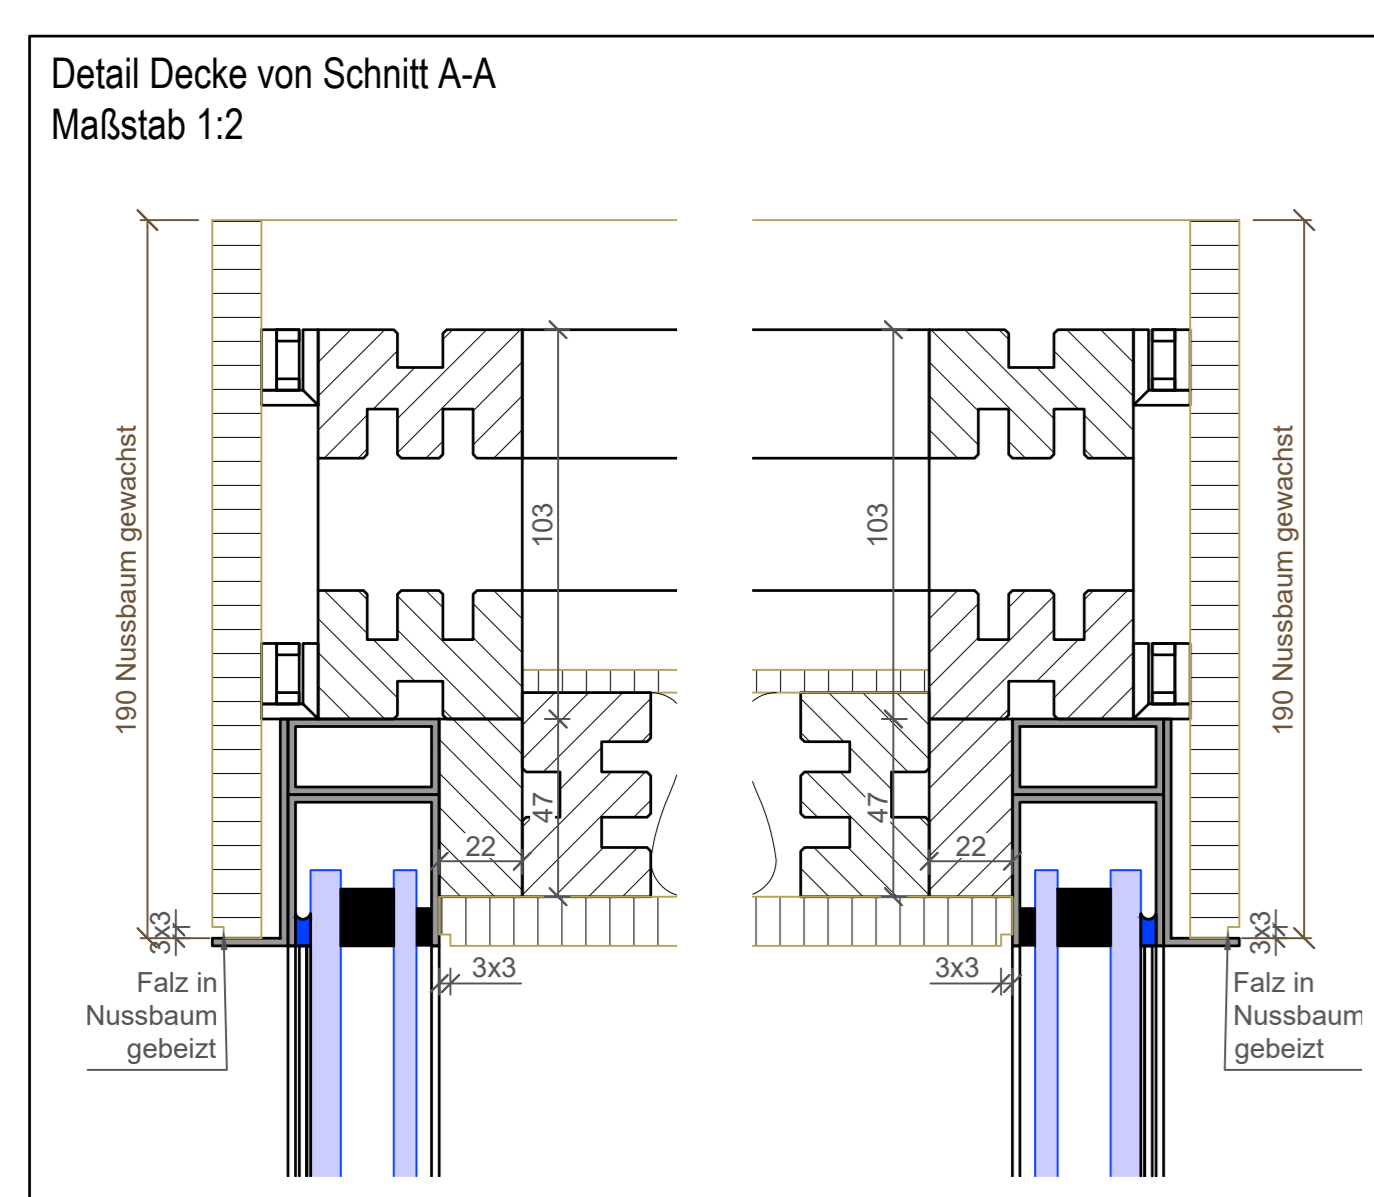 Detail Decke von Schnitt A-A
Maßstab 1:2
190 Nussbaum gewachst
103
103
190 Nussbaum gewachst
47
47
22
22
3x3
3x3
3x3
3x3
Falz in
Nussbaum
gebeizt
Falz in
Nussbaum
gebeizt